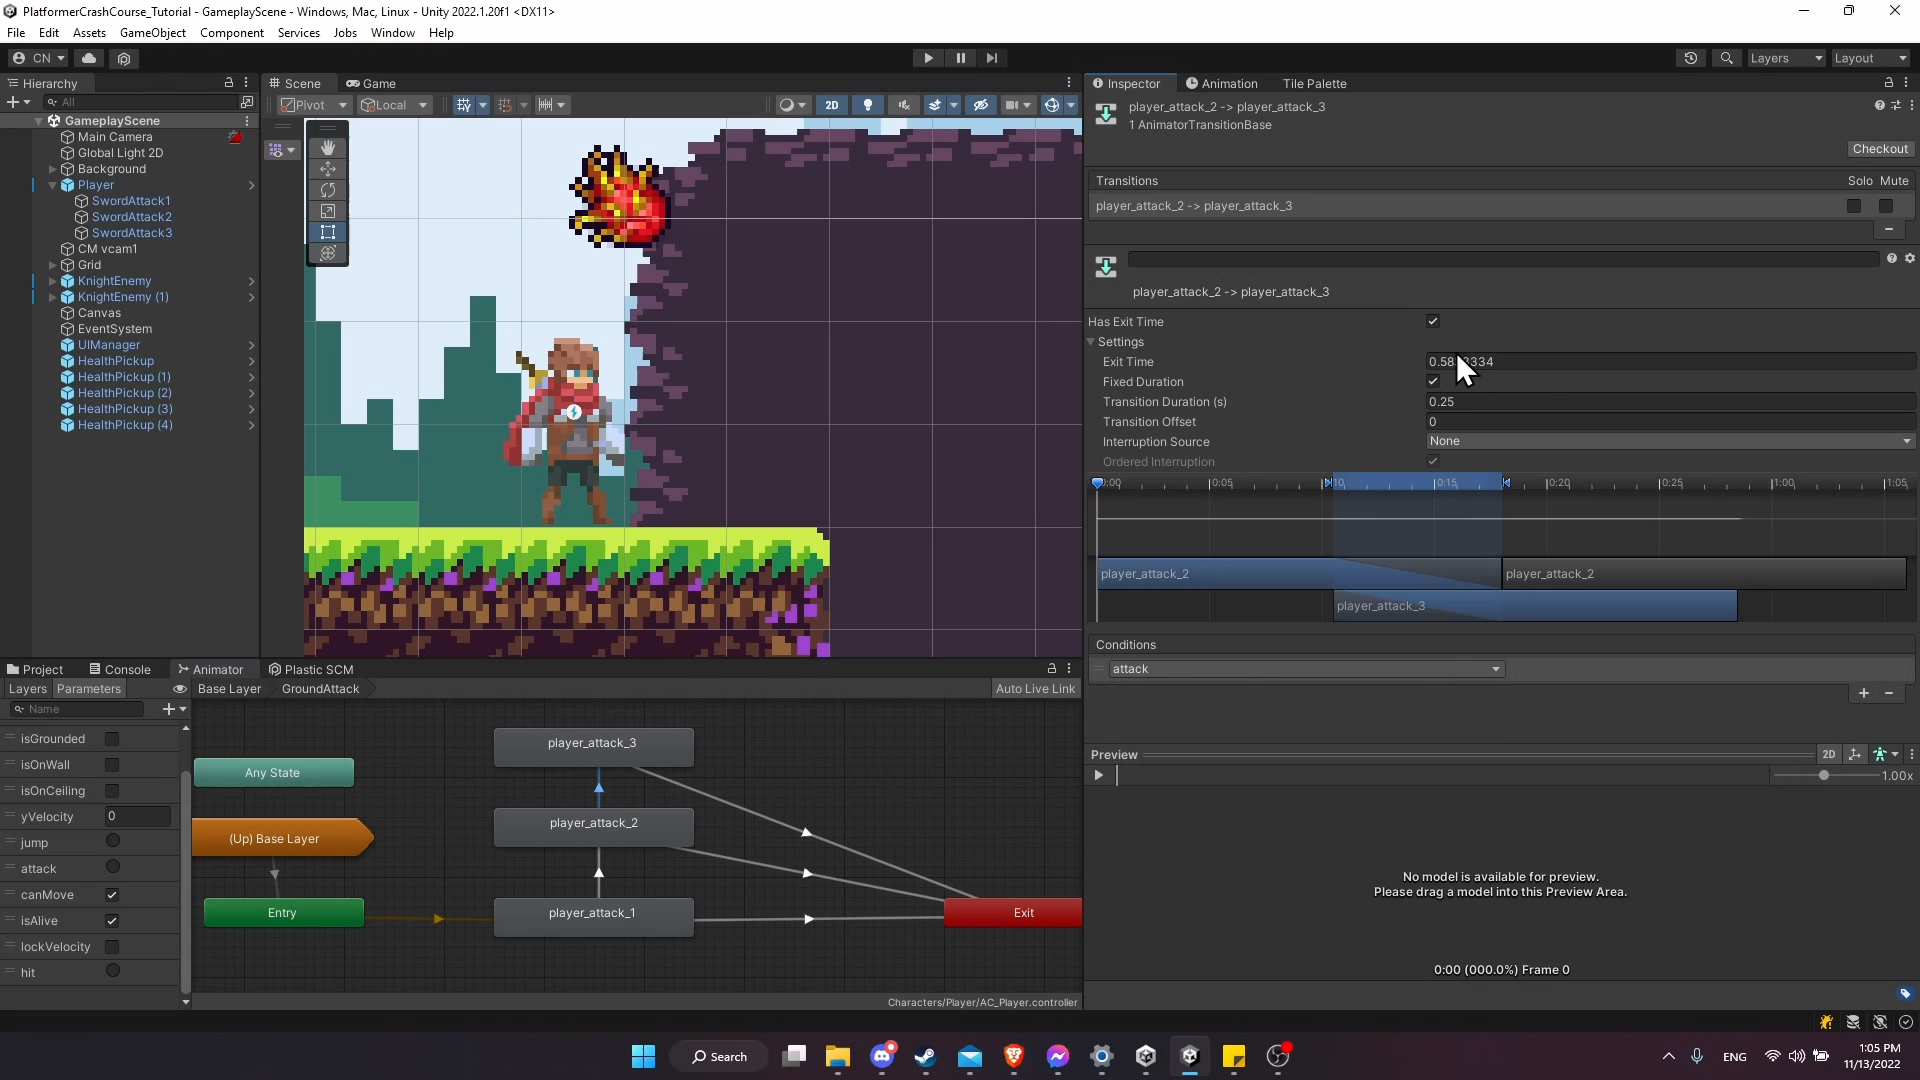 PlatformerCrashCourse_Tutorial - GameplayScene - Windows, Mac, Linux - Unity 2022.1.20f1 <DX11>
File Edit Assets GameObject Component Services Jobs Window Help
CN
Layers
Layout
Hierarchy
All
GameplayScene
Main Camera
Global Light 2D
Background
Player
SwordAttack1
SwordAttack2
SwordAttack3
CM vcam1
Grid
KnightEnemy
KnightEnemy (1)
Canvas
EventSystem
UIManager
HealthPickup
HealthPickup (1)
HealthPickup (2)
HealthPickup (3)
HealthPickup (4)
Scene Game
Pivot Local 2D
Inspector Animation Tile Palette
player_attack_2 -> player_attack_3
1 AnimatorTransitionBase
Checkout
Transitions Solo Mute
player_attack_2 -> player_attack_3
player_attack_2 -> player_attack_3
Has Exit Time
Settings
Exit Time
Fixed Duration
Transition Duration (s) 0.25
Transition Offset 0
Interruption Source None
Ordered Interruption
0:05 0:15 0:20 0:25 1:00 1:05
player_attack_2 player_attack_2
player_attack_3
Conditions
attack
Preview 2D
1.00x
No model is available for preview.
Please drag a model into this Preview Area.
0:00 (000.0%) Frame 0
Project Console Animator Plastic SCM
Layers Parameters Base Layer GroundAttack Auto Live Link
Name
isGrounded
isOnWall
isOnCeiling
yVelocity 0
jump
attack
canMove
isAlive
lockVelocity
hit
player_attack_3
Any State
player_attack_2
(Up) Base Layer
Entry
player_attack_1
Exit
Characters/Player/AC_Player.controller
Search
ENG
1:05 PM
11/13/2022